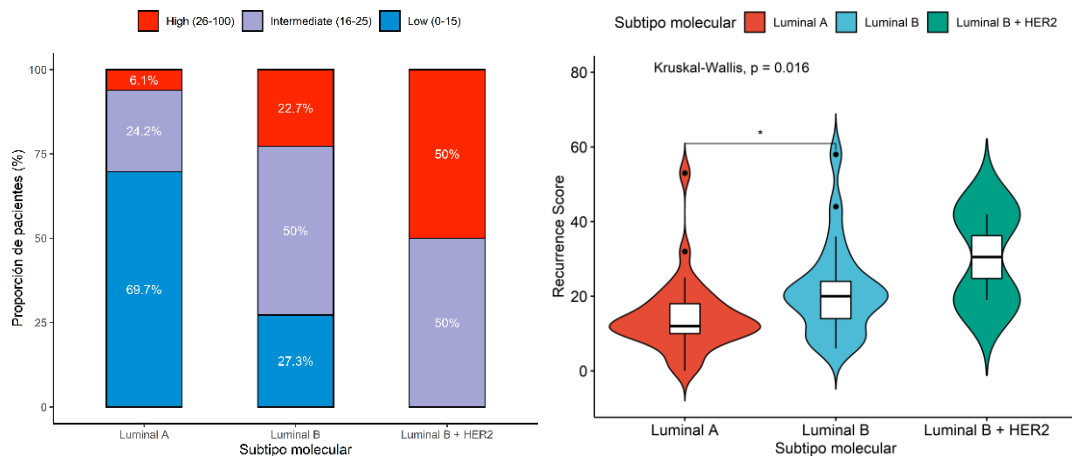 High (26-100) Intermediate (16-25) Low (0-15)
Proporción de pacientes (%)
100
75
50
25
0
6.1%
24.2%
69.7%
22.7%
50%
27.3%
50%
50%
Luminal A Luminal B Luminal B + HER2
Subtipo molecular
Subtipo molecular Luminal A Luminal B Luminal B + HER2
Kruskal-Wallis, p = 0.016
*
Recurrence Score
80
60
40
20
0
Luminal A Luminal B Luminal B + HER2
Subtipo molecular